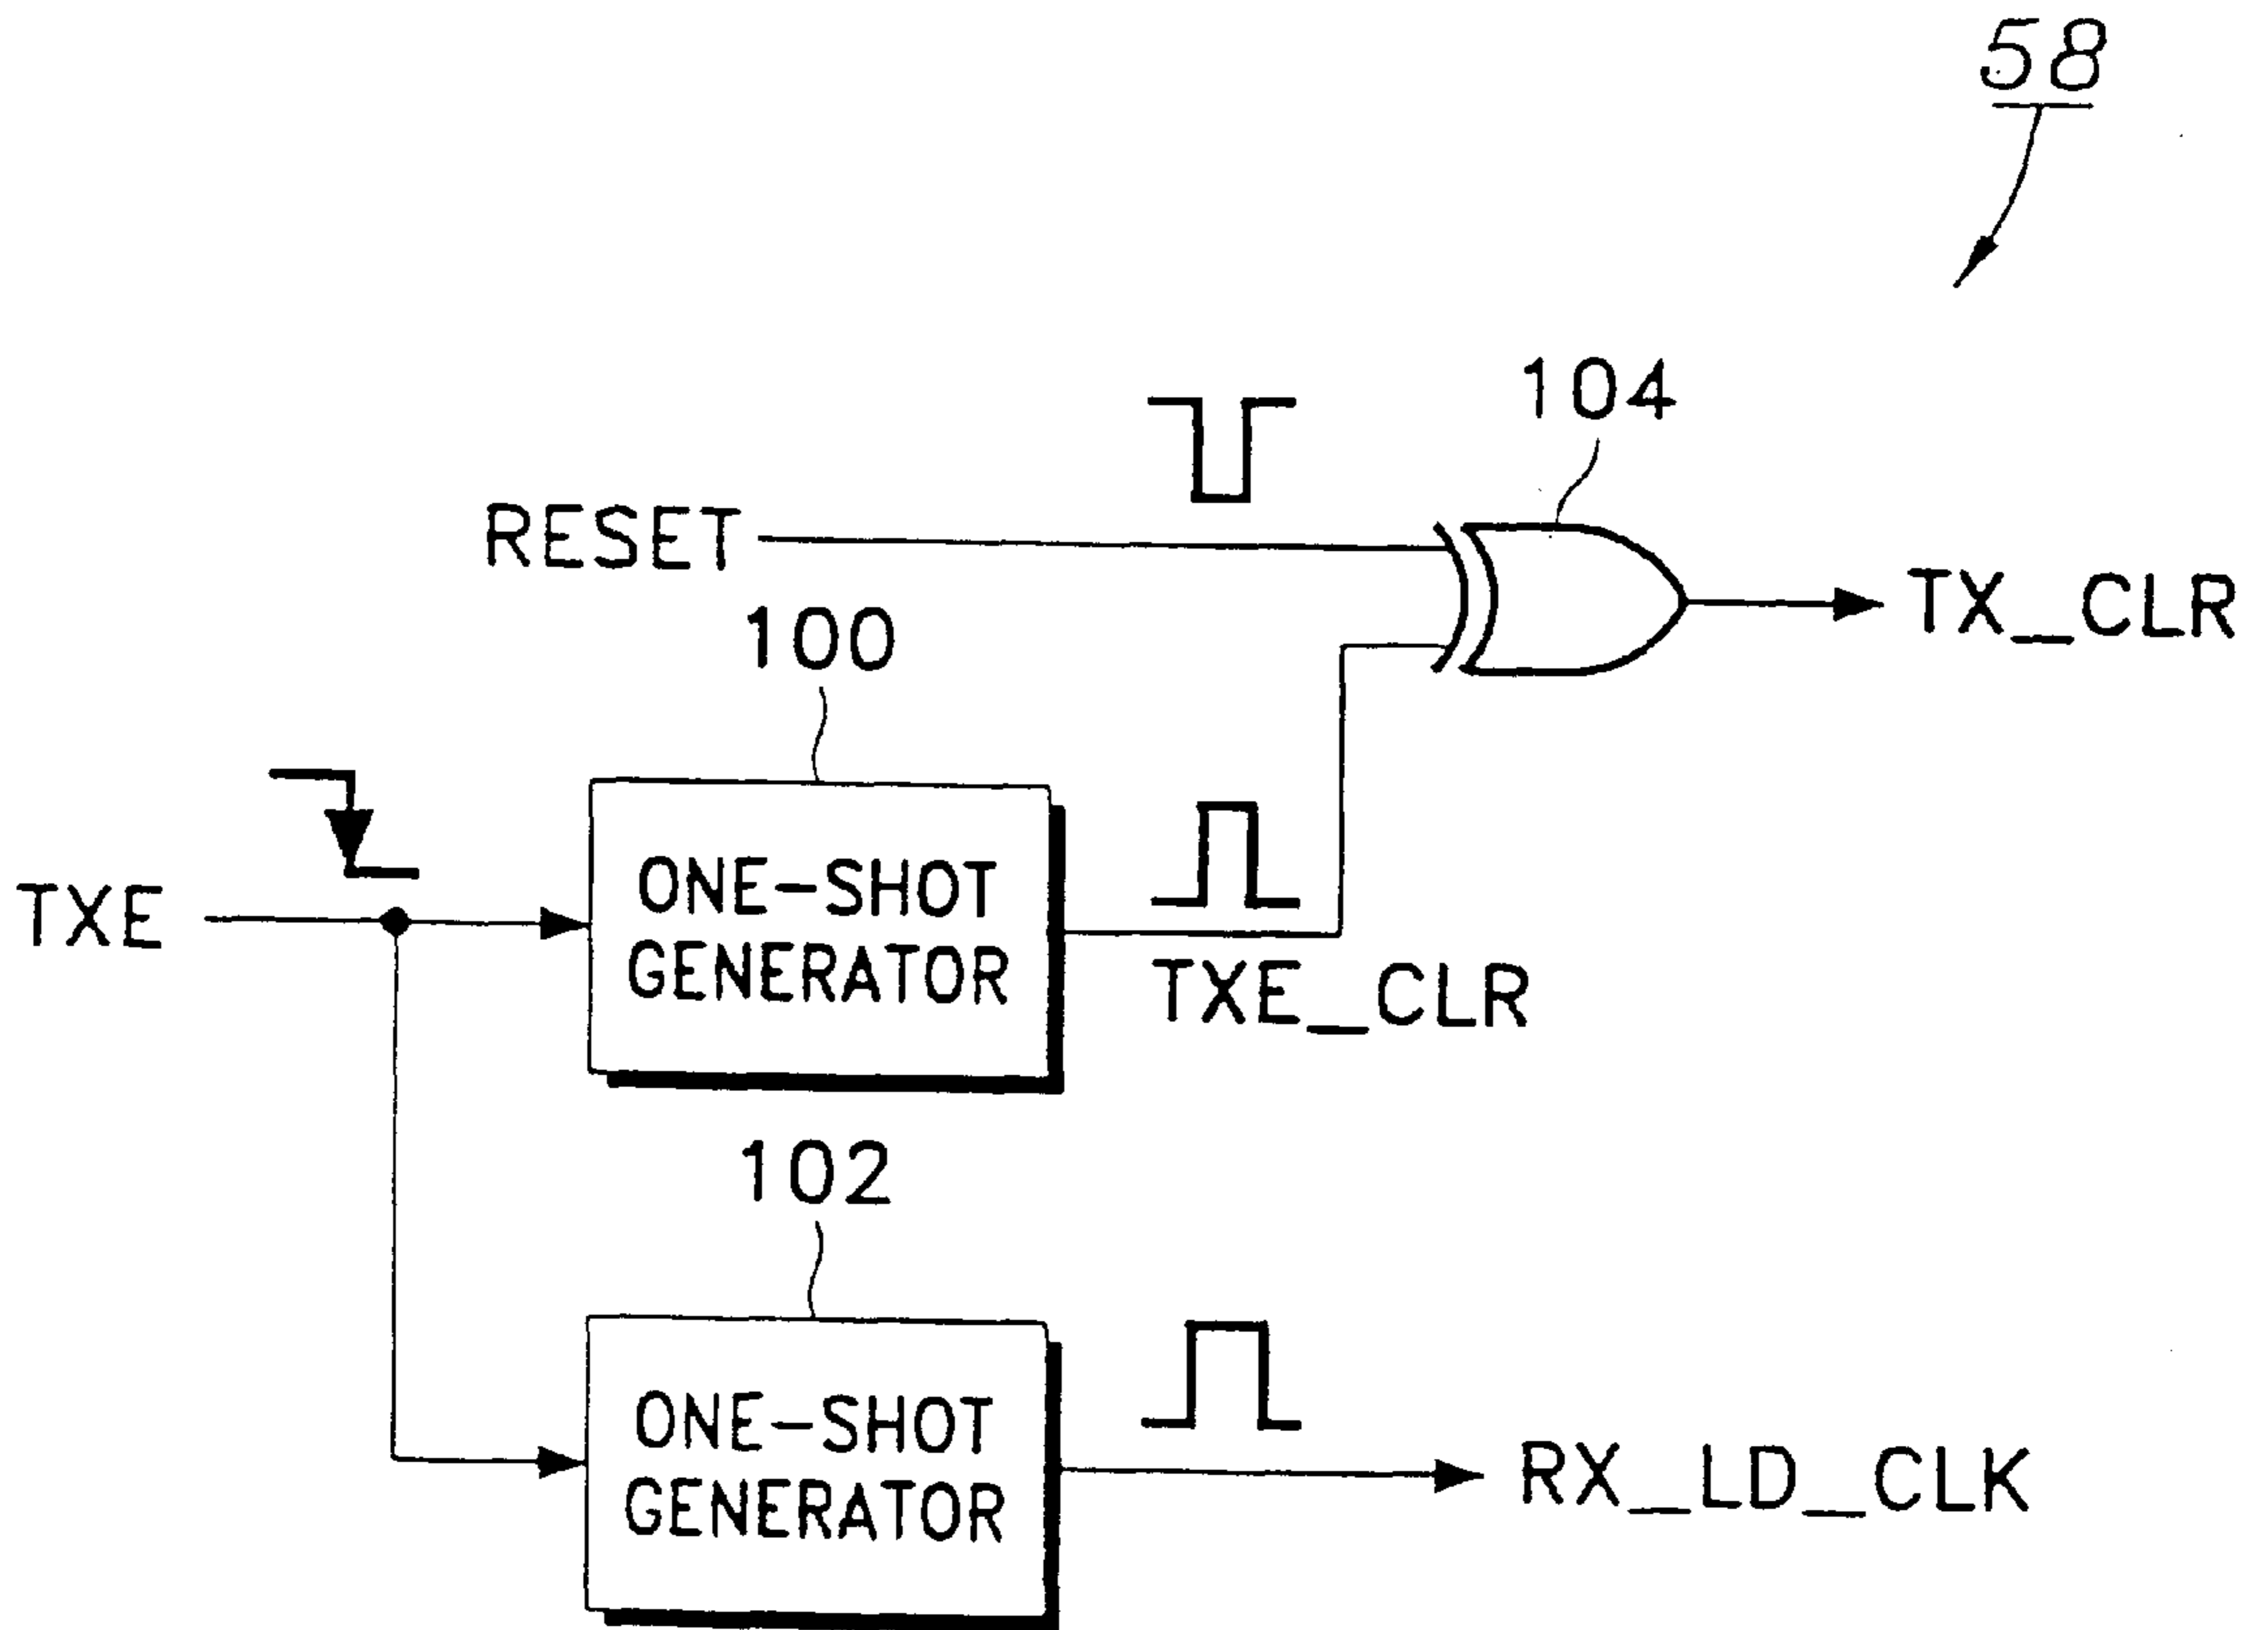 58
104
RESET
TX_CLR
100
ONE-SHOT
GENERATOR
TXE
TXE_CLR
102
ONE-SHOT
GENERATOR
RX_LD_CLK